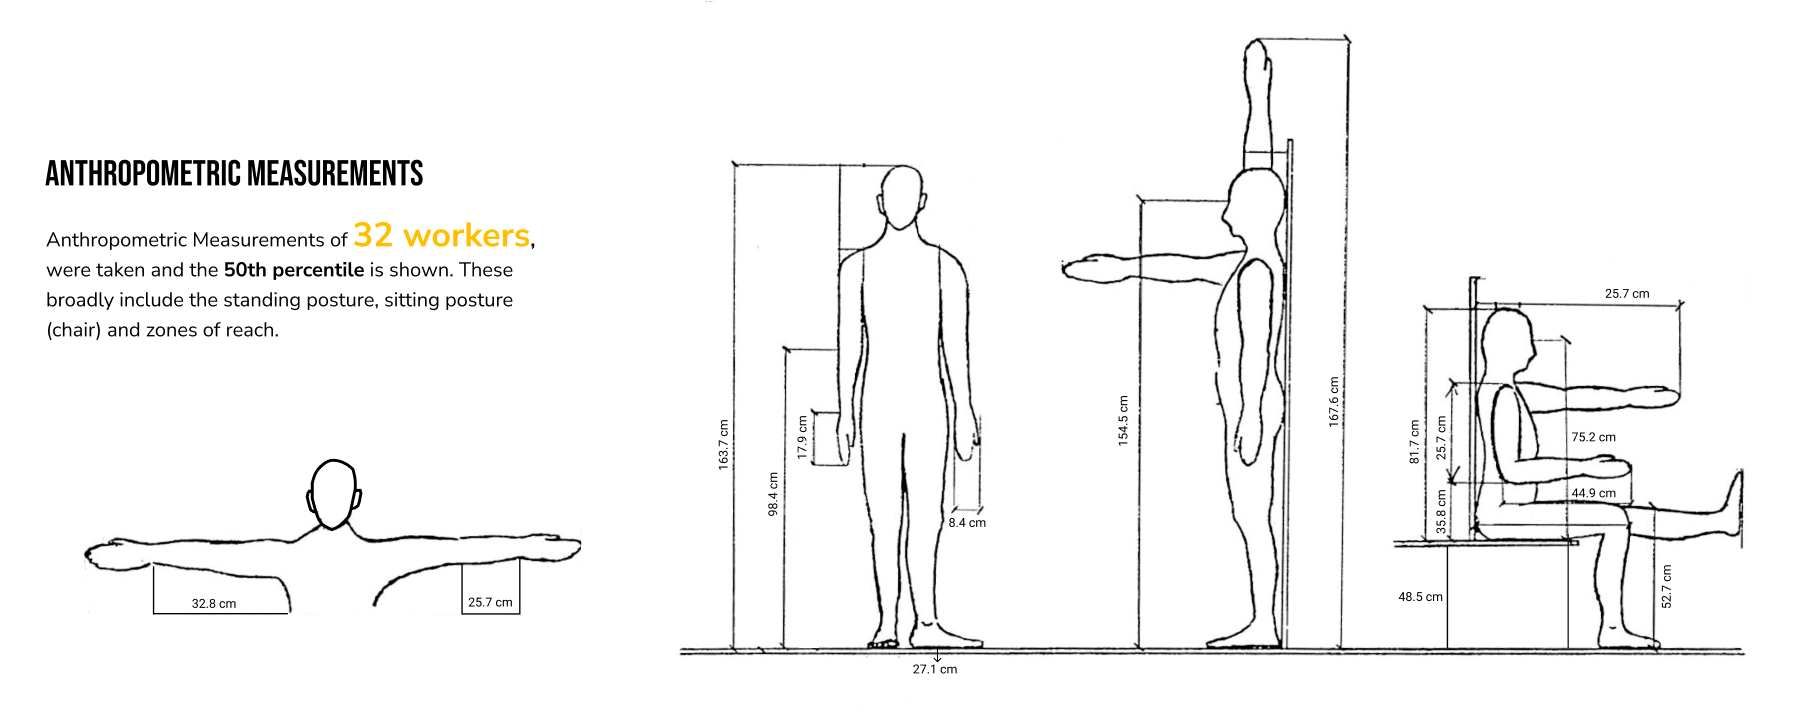 ANTHROPOMETRIC MEASUREMENTS
Anthropometric Measurements of 32 workers,
were taken and the 50th percentile is shown. These
broadly include the standing posture, sitting posture
(chair) and zones of reach.
32.8 cm
25.7 cm
163.7 cm
98.4 cm
17.9 cm
8.4 cm
27.1 cm
154.5 cm
167.6 cm
25.7 cm
81.7 cm
25.7 cm
75.2 cm
44.9 cm
35.8 cm
48.5 cm
52.7 cm